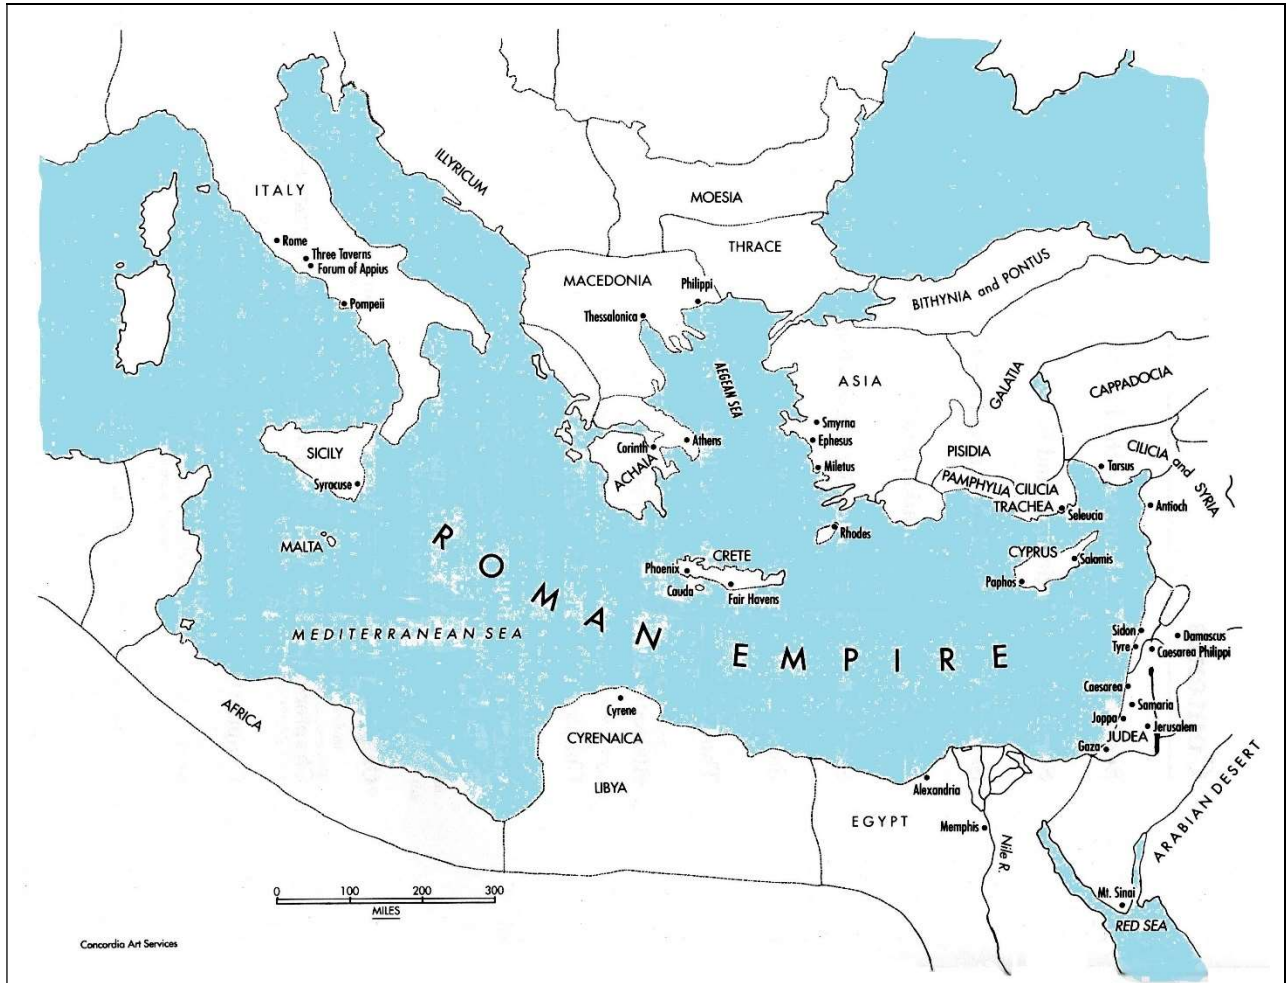 ITALY
ILLYRICUM
MOESIA
THRACE
BITHYNIA and PONTUS
Rome
Three Taverns
Forum of Appius
Pompeii
MACEDONIA
Philippi
Thessalonica
AEGEAN SEA
ASIA
GALATIA
CAPPADOCIA
Smyrna
Ephesus
Miletus
PISIDIA
PAMPHYLIA
CILICIA
TRACHEA
CILICIA and SYRIA
Tarsus
Seleucia
Antioch
SICILY
Syracuse
Corinth
Athens
ACHAIA
MALTA
Rhodes
CYPRUS
Salamis
Paphos
CRETE
Phoenix
Cauda
Fair Havens
ROMAN EMPIRE
MEDITERRANEAN SEA
Sidon
Tyre
Damascus
Caesarea Philippi
Caesarea
Samaria
Joppa
Jerusalem
JUDEA
Gaza
AFRICA
Cyrene
CYRENAICA
LIBYA
Alexandria
EGYPT
Memphis
Nile R.
ARABIAN DESERT
Mt. Sinai
RED SEA
0 100 200 300
MILES
Concordia Art Services